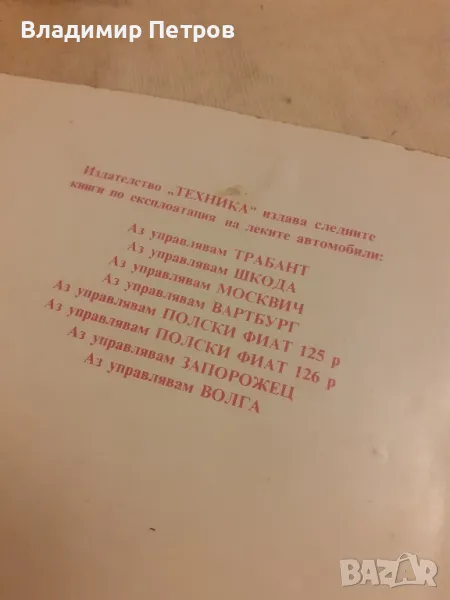 Владимир Петров
Издателство „ТЕХНИКА“ издава следните
книги по експлоатация на леките автомобили:
Аз управлявам ТРАБАНТ
Аз управлявам ШКОДА
Аз управлявам МОСКВИЧ
Аз управлявам ВАРТБУРГ
Аз управлявам ПОЛСКИ ФИАТ 125 р
Аз управлявам ПОЛСКИ ФИАТ 126 р
Аз управлявам ЗАПОРОЖЕЦ
Аз управлявам ВОЛГА
BAZAR